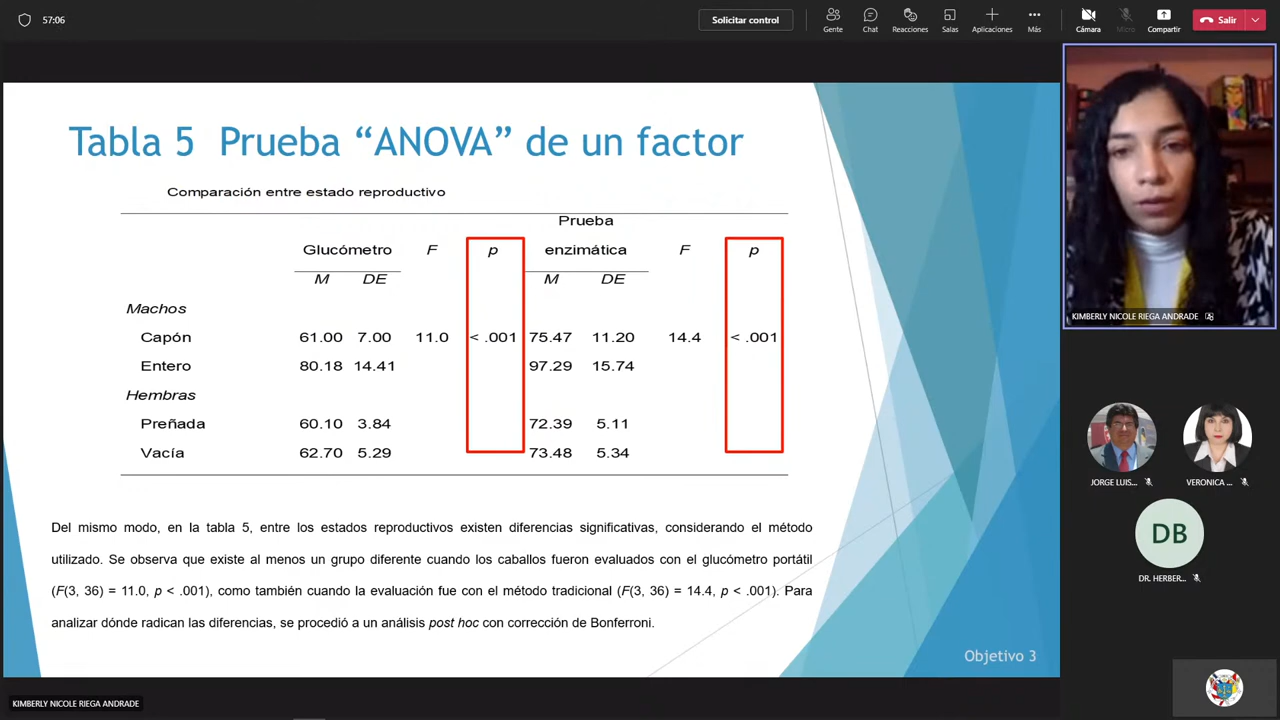 57:06
Solicitar control
Gente
Chat
Reacciones
Salas
Aplicaciones
Más
Cámara
Micro
Compartir
Salir
Tabla 5 Prueba “ANOVA” de un factor
Comparación entre estado reproductivo
Prueba
Glucómetro F p enzimática F p
M DE M DE
Machos
Capón 61.00 7.00 11.0 < .001 75.47 11.20 14.4 < .001
Entero 80.18 14.41 97.29 15.74
Hembras
Preñada 60.10 3.84 72.39 5.11
Vacía 62.70 5.29 73.48 5.34
Del mismo modo, en la tabla 5, entre los estados reproductivos existen diferencias significativas, considerando el método
utilizado. Se observa que existe al menos un grupo diferente cuando los caballos fueron evaluados con el glucómetro portátil
(F(3, 36) = 11.0, p < .001), como también cuando la evaluación fue con el método tradicional (F(3, 36) = 14.4, p < .001). Para
analizar dónde radican las diferencias, se procedió a un análisis post hoc con corrección de Bonferroni.
Objetivo 3
KIMBERLY NICOLE RIEGA ANDRADE
JORGE LUIS...
VERONICA ...
DB
DR. HERBER...
KIMBERLY NICOLE RIEGA ANDRADE